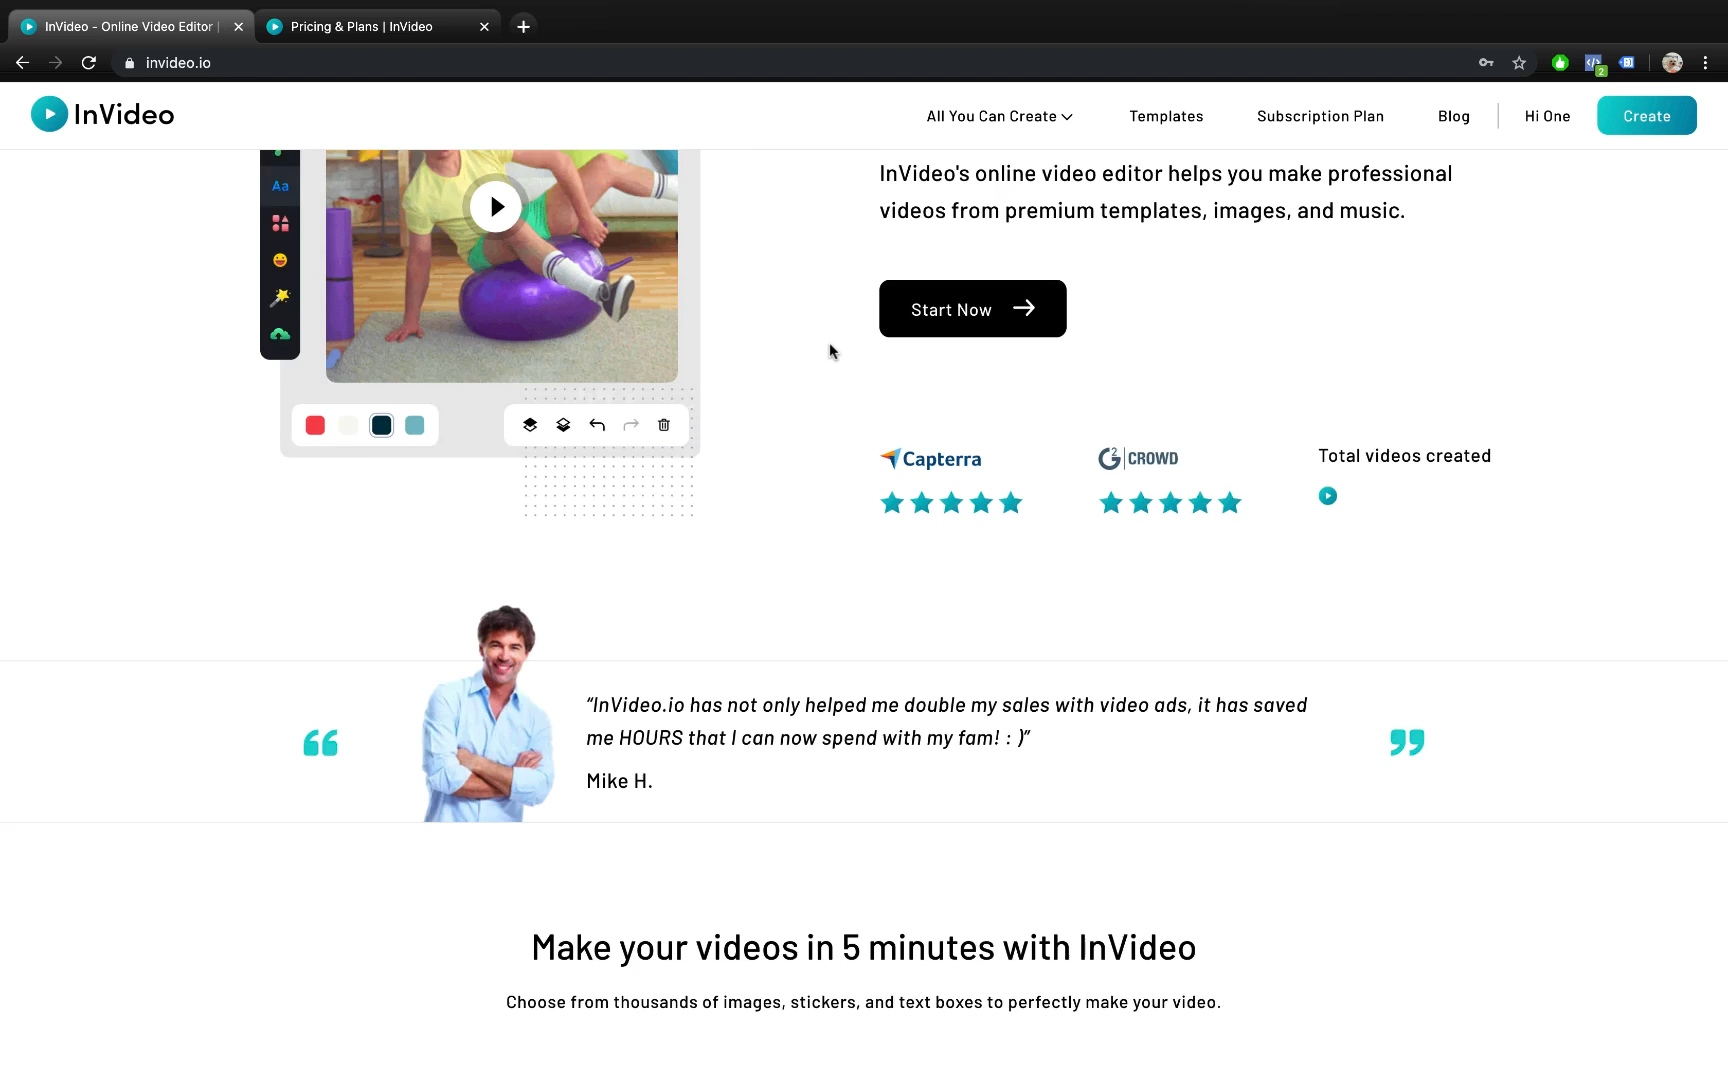 InVideo - Online Video Editor |
Pricing & Plans | InVideo
invideo.io
2
InVideo
All You Can Create
Templates
Subscription Plan
Blog
Hi One
Create
Aa
InVideo's online video editor helps you make professional
videos from premium templates, images, and music.
Start Now
Capterra
G2 CROWD
Total videos created
“InVideo.io has not only helped me double my sales with video ads, it has saved
me HOURS that I can now spend with my fam! : )”
Mike H.
Make your videos in 5 minutes with InVideo
Choose from thousands of images, stickers, and text boxes to perfectly make your video.